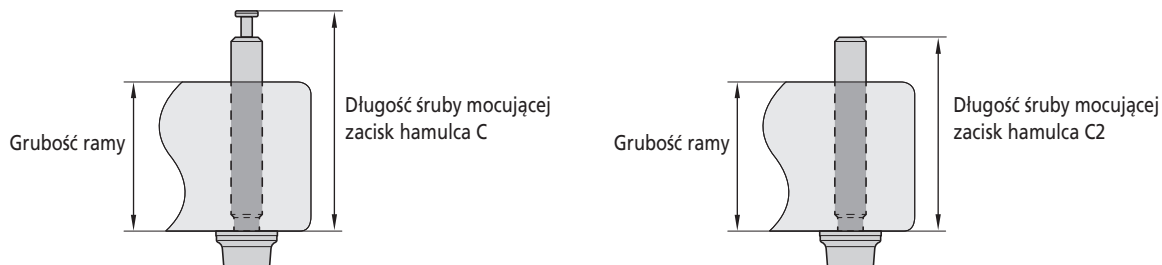 Grubość ramy
Długość śruby mocującej
zacisk hamulca C
Grubość ramy
Długość śruby mocującej
zacisk hamulca C2